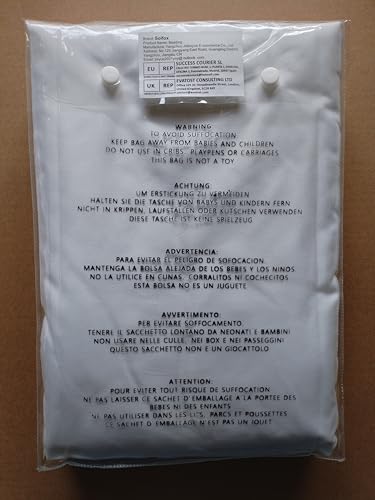 Brand: Solfox
Product Name: Bedding
SUCCESS COURIER SL
EU REP
EVATOST CONSULTING LTD
UK REP
WARNING
TO AVOID SUFFOCATION
KEEP BAG AWAY FROM BABIES AND CHILDREN
DO NOT USE IN CRIBS, PLAYPENS OR CARRIAGES
THIS BAG IS NOT A TOY
ACHTUNG
UM ERSTICKUNG ZU VERMEIDEN
HALTEN SIE DIE TASCHE VON BABYS UND KINDERN FERN
NICHT IN KRIPPEN, LAUFSTALLEN ODER KUTSCHEN VERWENDEN
DIESE TASCHE IST KEINE SPIELZEUG
ADVERTENCIA:
PARA EVITAR EL PELIGRO DE SOFOCACION
MANTENGA LA BOLSA ALEJADA DE LOS BEBES Y LOS NINOS
NO LA UTILICE EN CUNAS, CORRALITOS NI COCHECITOS
ESTA BOLSA NO ES UN JUGUETE
AVVERTIMENTO:
PER EVITARE SOFFOCAMENTO
TENERE IL SACCHETTO LONTANO DA NEONATI E BAMBINI
NON USARE NELLE CULLE, NEI BOX E NEI PASSEGGINI
QUESTO SACCHETTO NON E UN GIOCATTOLO
ATTENTION:
POUR EVITER TOUT RISQUE DE SUFFOCATION
NE PAS LAISSER CE SACHET D'EMBALLAGE A LA PORTEE DES
BEBES NI DES ENFANTS
NE PAS UTILISER DANS LES LITS, PARCS ET POUSSETTES
CE SACHET D'EMBALLAGE N'EST PAS UN JOUET